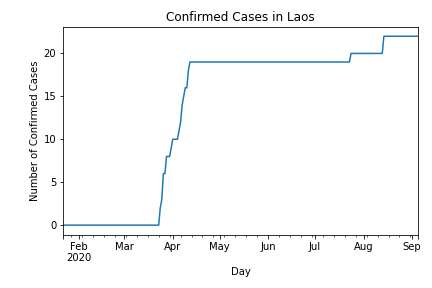 Confirmed Cases in Laos
Number of Confirmed Cases
20
15
10
5
0
Feb Mar Apr May Jun Jul Aug Sep
2020
Day